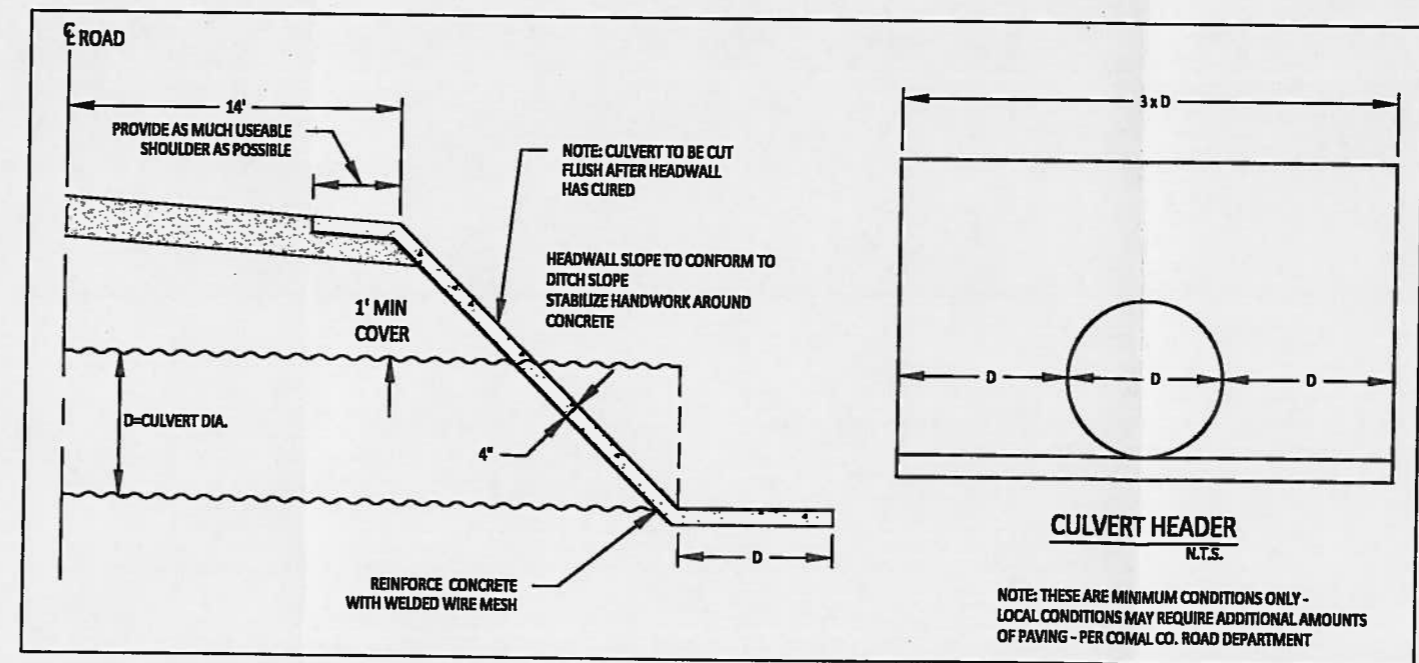 ℄ ROAD
14'
PROVIDE AS MUCH USEABLE
SHOULDER AS POSSIBLE
NOTE: CULVERT TO BE CUT
FLUSH AFTER HEADWALL
HAS CURED
HEADWALL SLOPE TO CONFORM TO
DITCH SLOPE
STABILIZE HANDWORK AROUND
CONCRETE
1' MIN
COVER
D=CULVERT DIA.
4"
D
REINFORCE CONCRETE
WITH WELDED WIRE MESH
3 x D
D
D
D
CULVERT HEADER
N.T.S.
NOTE: THESE ARE MINIMUM CONDITIONS ONLY -
LOCAL CONDITIONS MAY REQUIRE ADDITIONAL AMOUNTS
OF PAVING - PER COMAL CO. ROAD DEPARTMENT